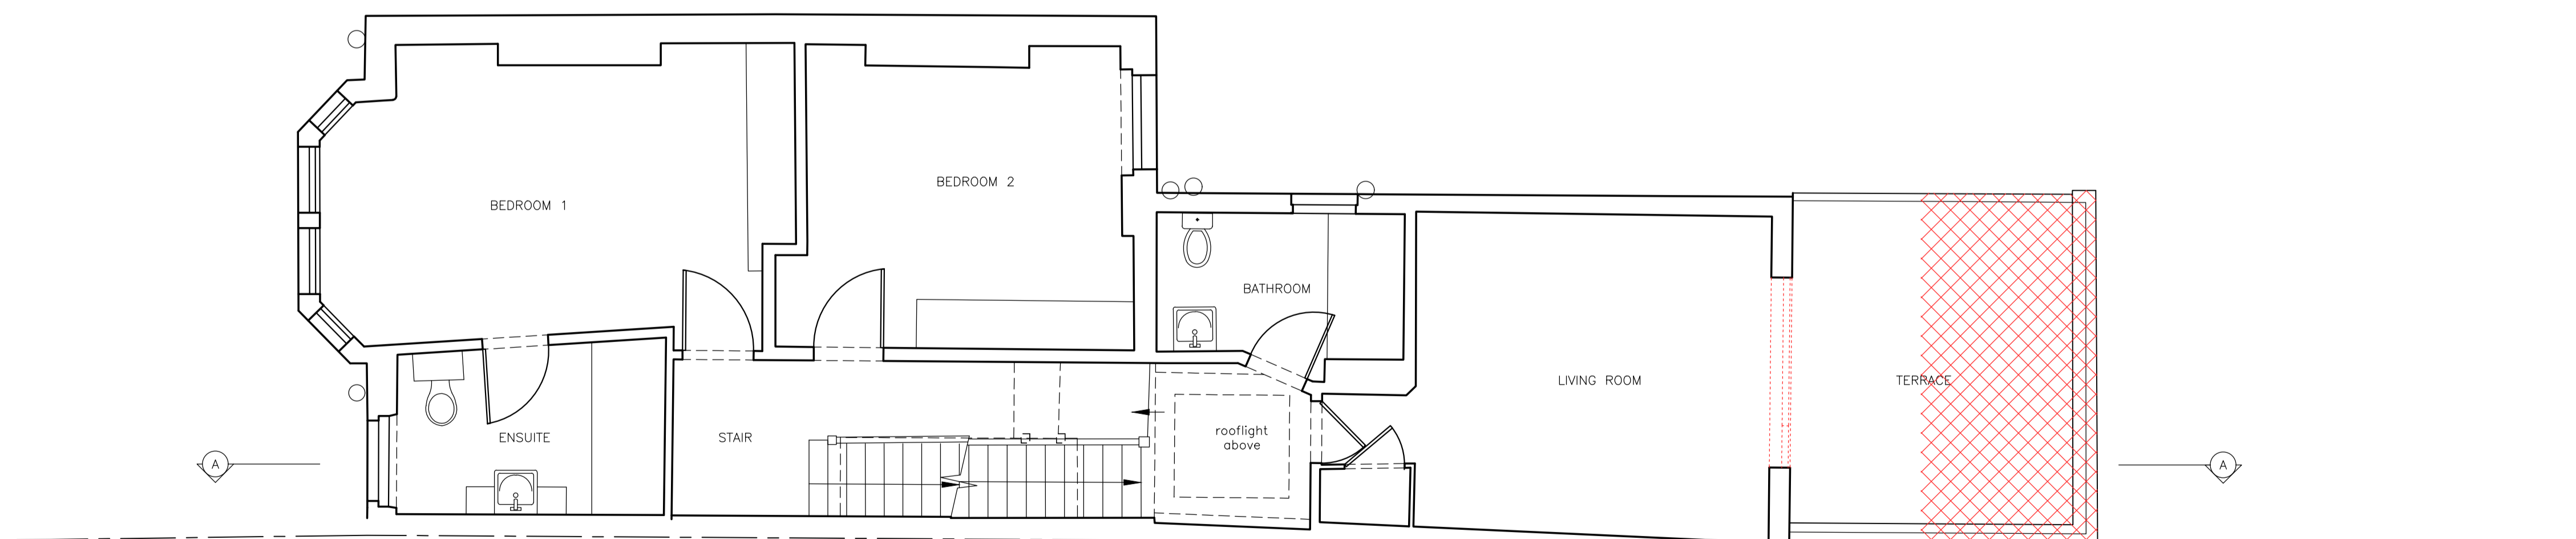 BEDROOM 1
BEDROOM 2
BATHROOM
LIVING ROOM
TERRACE
ENSUITE
STAIR
rooflight
above
A
A